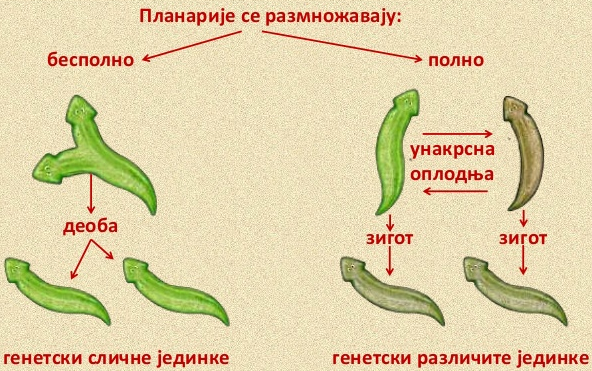 Планарије се размножавају:
бесполно
полно
унакрсна
оплодња
деоба
зигот
зигот
генетски сличне јединке
генетски различите јединке